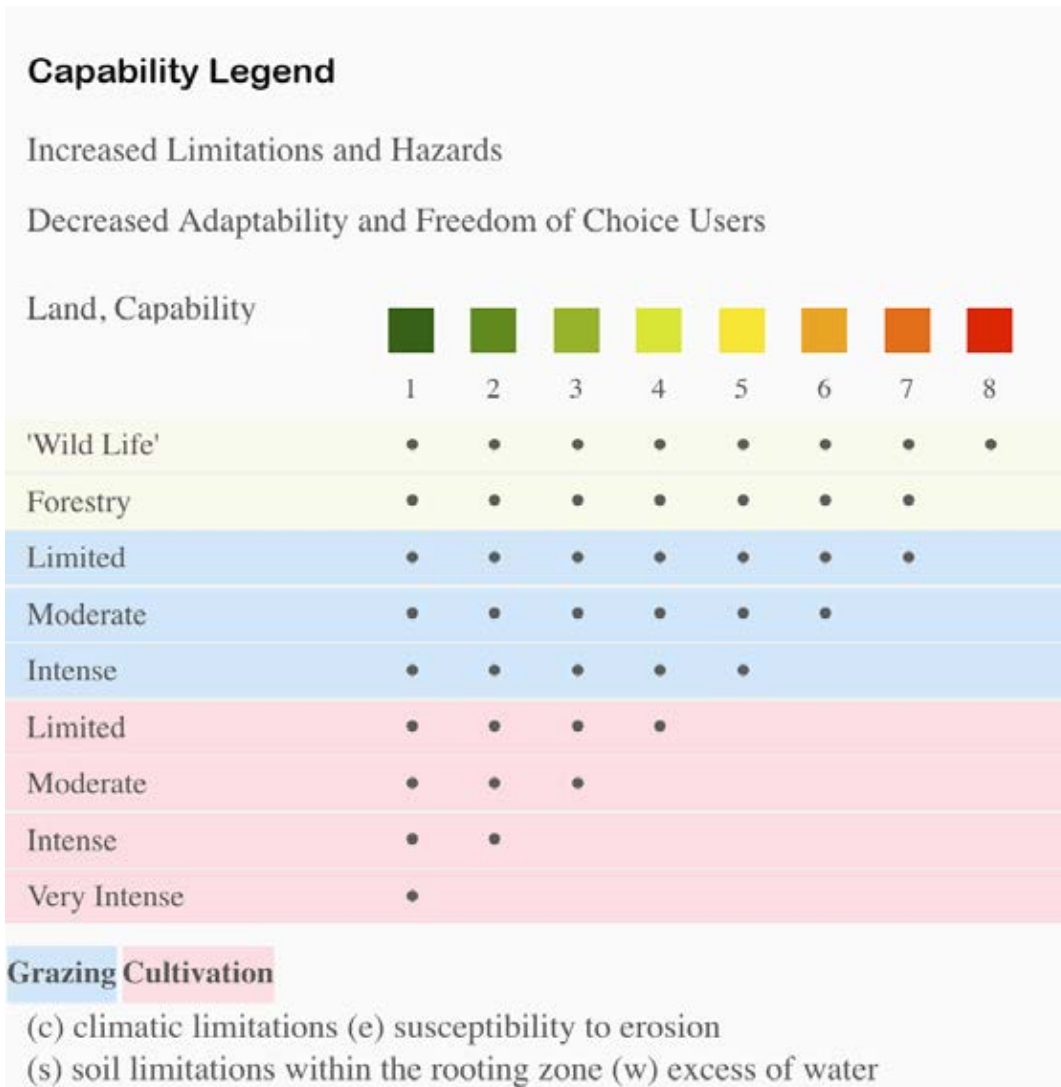 Capability Legend
Increased Limitations and Hazards
Decreased Adaptability and Freedom of Choice Users
Land, Capability
1 2 3 4 5 6 7 8
'Wild Life'
Forestry
Limited
Moderate
Intense
Limited
Moderate
Intense
Very Intense
Grazing Cultivation
(c) climatic limitations (e) susceptibility to erosion
(s) soil limitations within the rooting zone (w) excess of water